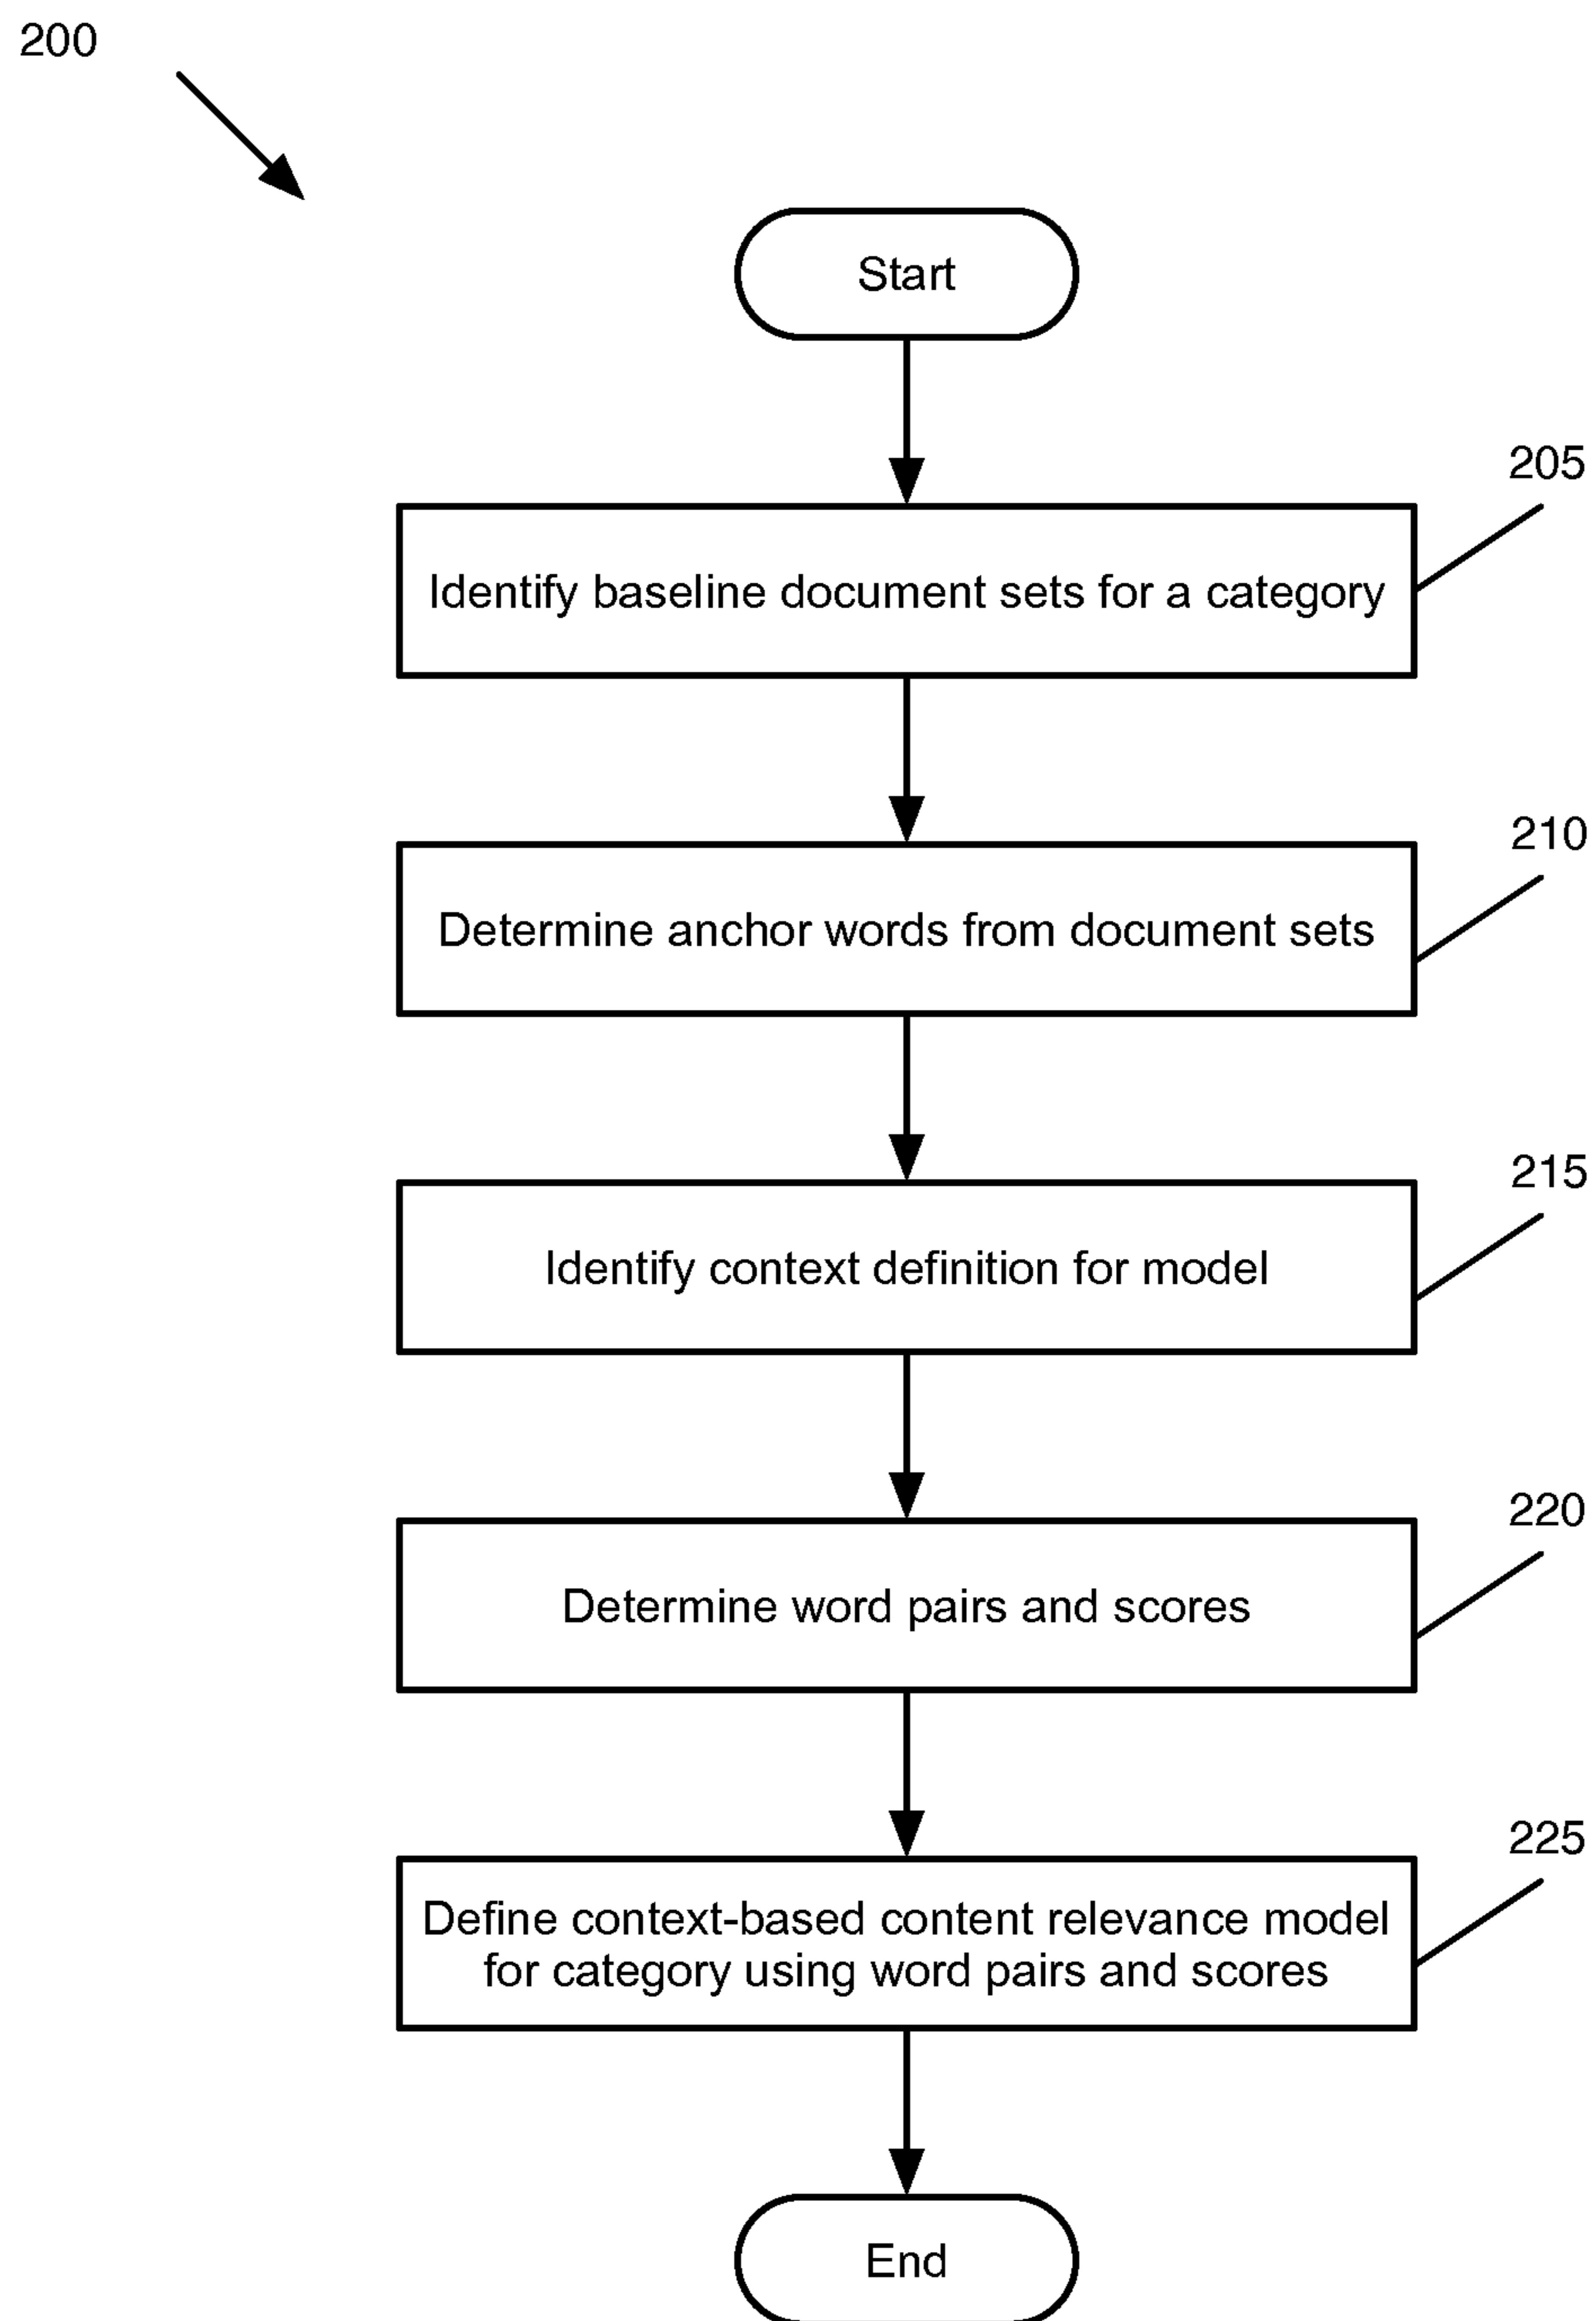 200
Start
205
Identify baseline document sets for a category
210
Determine anchor words from document sets
215
Identify context definition for model
220
Determine word pairs and scores
225
Define context-based content relevance model
for category using word pairs and scores
End